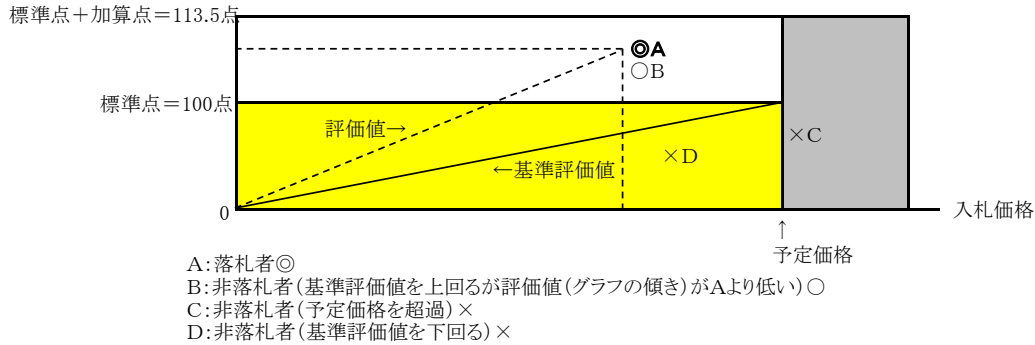 標準点＋加算点＝113.5点
◎A
○B
標準点＝100点
評価値→
×C
×D
←基準評価値
0
入札価格
↑
予定価格
A：落札者◎
B：非落札者（基準評価値を上回るが評価値（グラフの傾き）がAより低い）○
C：非落札者（予定価格を超過）×
D：非落札者（基準評価値を下回る）×